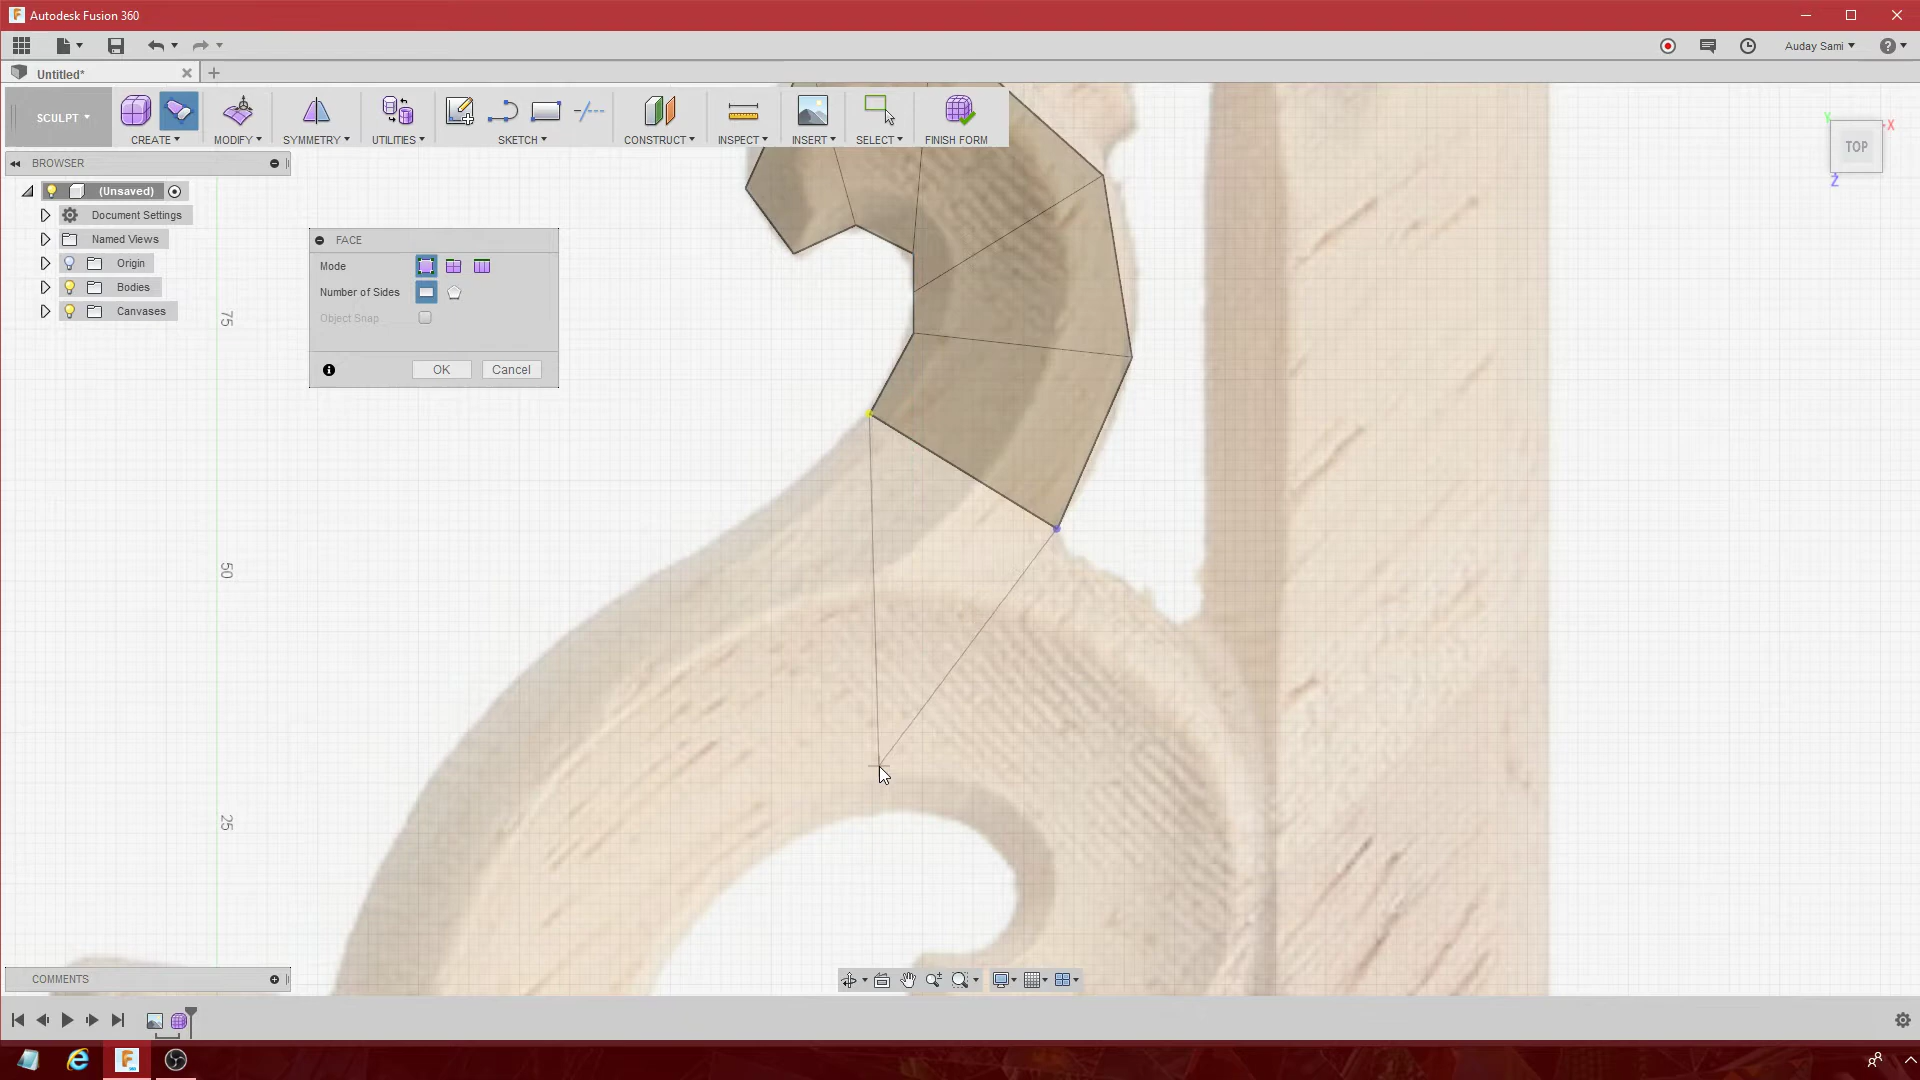 Autodesk Fusion 360
Auday Sami
Untitled*
SCULPT
CREATE
MODIFY
SYMMETRY
UTILITIES
SKETCH
CONSTRUCT
INSPECT
INSERT
SELECT
FINISH FORM
Y
X
TOP
Z
BROWSER
(Unsaved)
Document Settings
Named Views
Origin
Bodies
Canvases
FACE
Mode
Number of Sides
Object Snap
OK
Cancel
75
50
25
COMMENTS